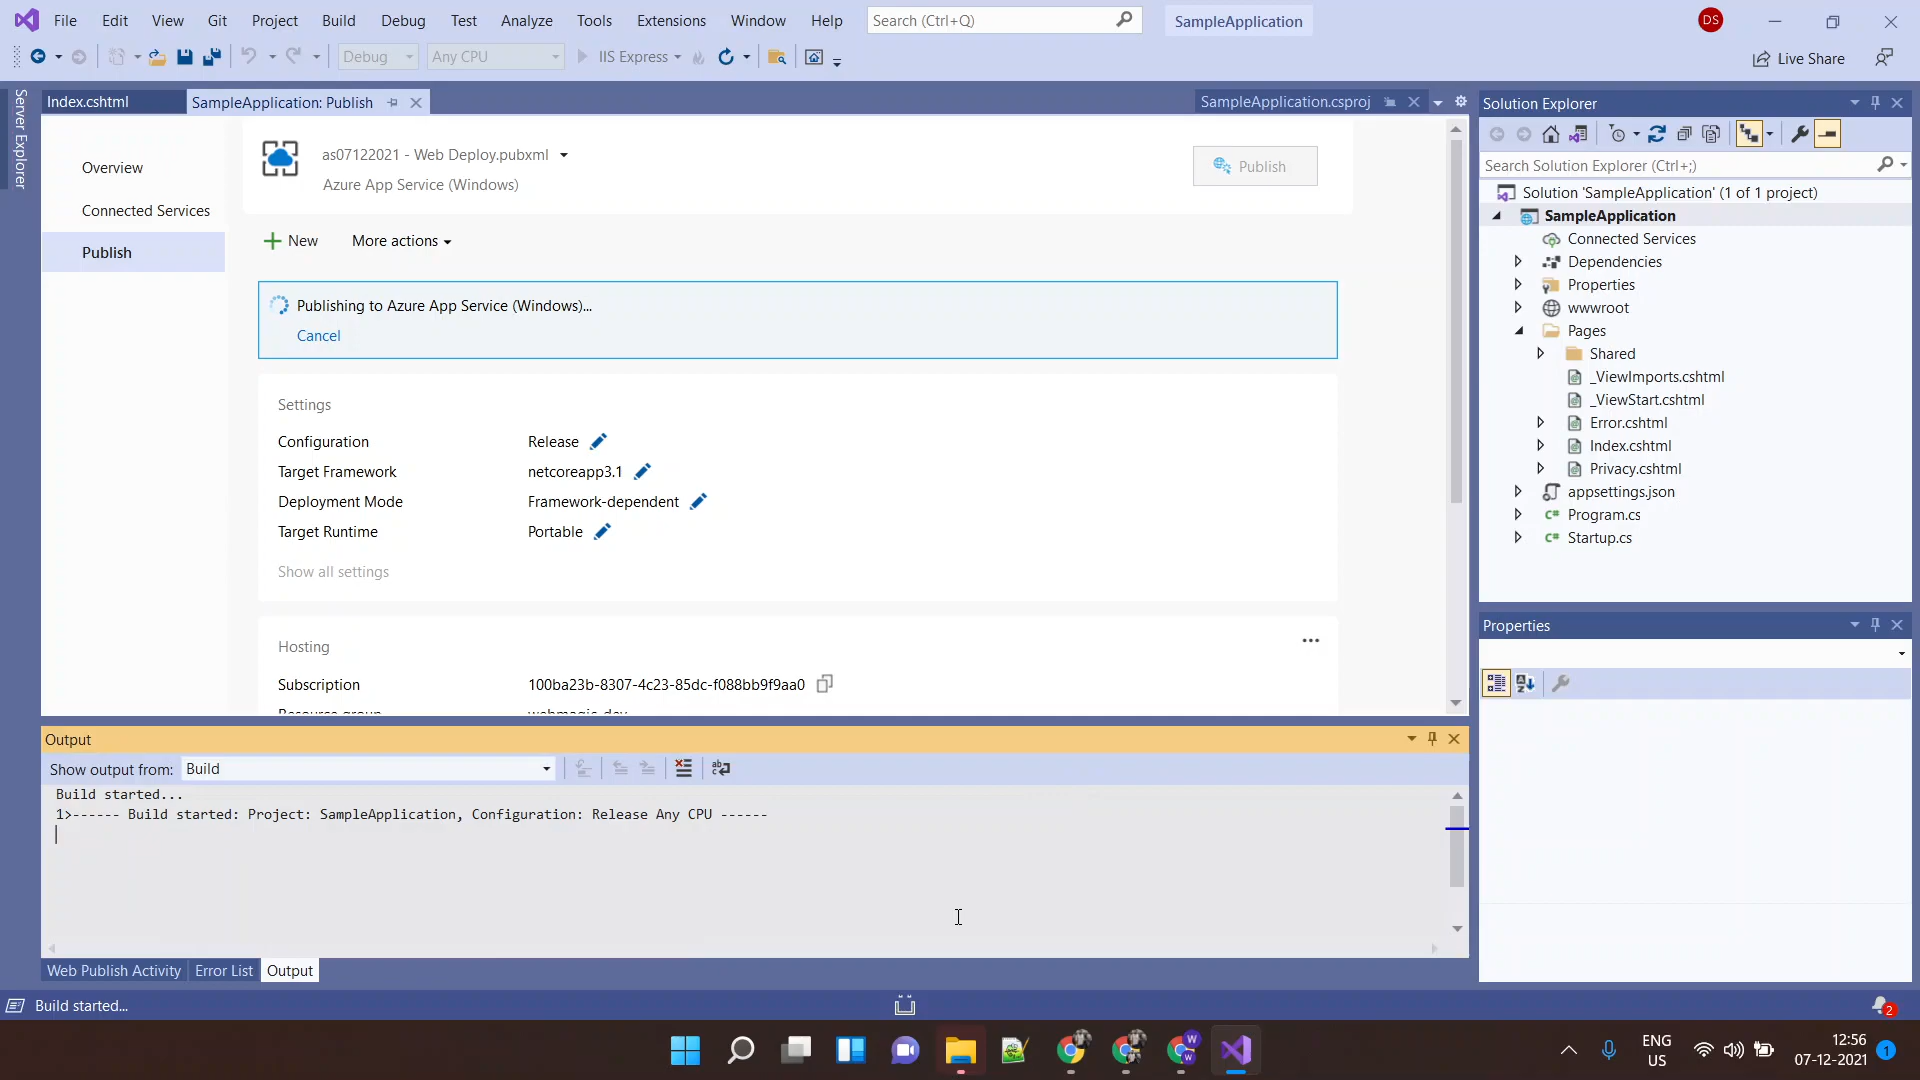 File Edit View Git Project Build Debug Test Analyze Tools Extensions Window Help Search (Ctrl+Q) SampleApplication DS
Debug Any CPU IIS Express Live Share
Server Explorer
Index.cshtml SampleApplication: Publish SampleApplication.csproj
Overview
Connected Services
Publish
as07122021 - Web Deploy.pubxml
Azure App Service (Windows)
Publish
New More actions
Publishing to Azure App Service (Windows)...
Cancel
Settings
Configuration Release
Target Framework netcoreapp3.1
Deployment Mode Framework-dependent
Target Runtime Portable
Show all settings
Hosting
Subscription 100ba23b-8307-4c23-85dc-f088bb9f9aa0
Resource group webmagic-dev
Solution Explorer
Search Solution Explorer (Ctrl+;)
Solution 'SampleApplication' (1 of 1 project)
SampleApplication
Connected Services
Dependencies
Properties
wwwroot
Pages
Shared
_ViewImports.cshtml
_ViewStart.cshtml
Error.cshtml
Index.cshtml
Privacy.cshtml
appsettings.json
C# Program.cs
C# Startup.cs
Properties
Output
Show output from: Build
Build started...
1>------ Build started: Project: SampleApplication, Configuration: Release Any CPU ------
Web Publish Activity Error List Output
Build started... 2
ENG
US
12:56
07-12-2021
1